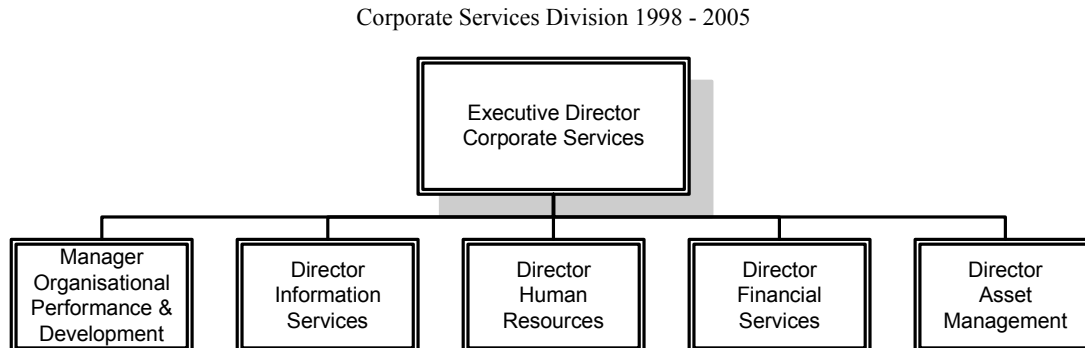 Corporate Services Division 1998 - 2005
Executive Director
Corporate Services
Manager
Organisational
Performance &
Development
Director
Information
Services
Director
Human
Resources
Director
Financial
Services
Director
Asset
Management